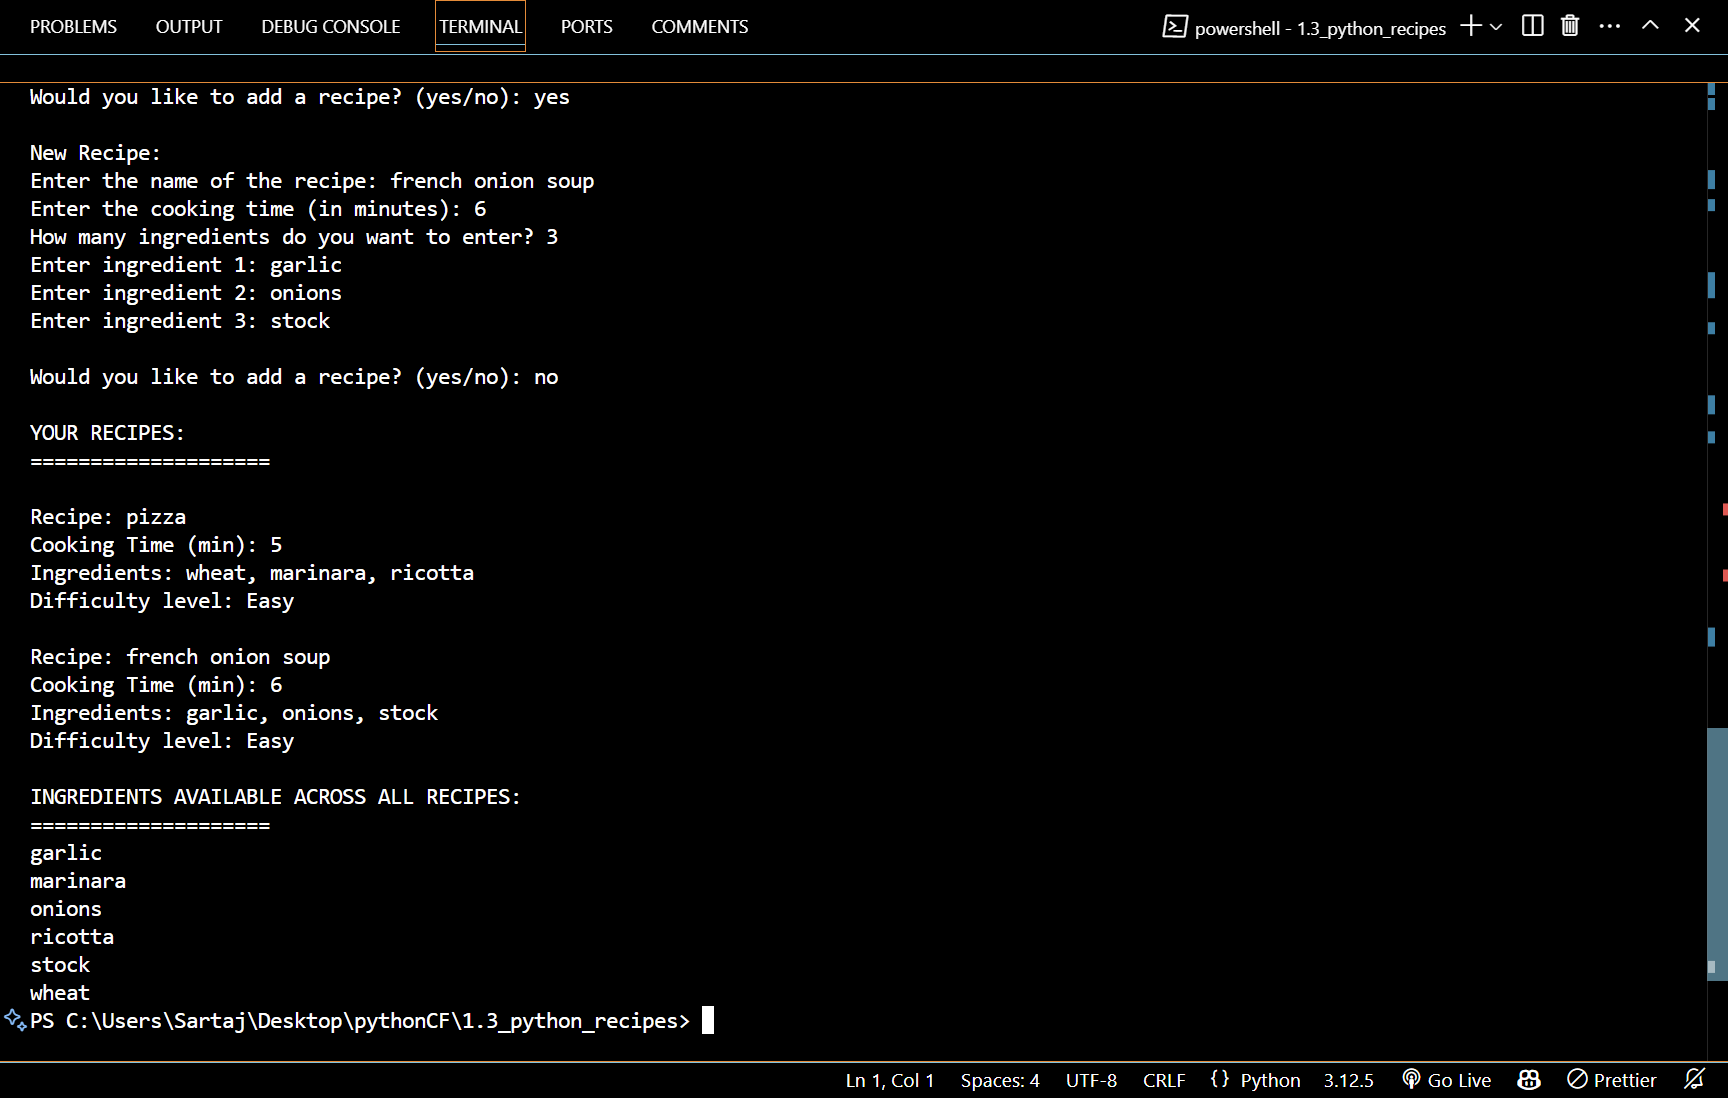 PROBLEMS OUTPUT DEBUG CONSOLE TERMINAL PORTS COMMENTS powershell - 1.3_python_recipes
Would you like to add a recipe? (yes/no): yes
New Recipe:
Enter the name of the recipe: french onion soup
Enter the cooking time (in minutes): 6
How many ingredients do you want to enter? 3
Enter ingredient 1: garlic
Enter ingredient 2: onions
Enter ingredient 3: stock
Would you like to add a recipe? (yes/no): no
YOUR RECIPES:
====================
Recipe: pizza
Cooking Time (min): 5
Ingredients: wheat, marinara, ricotta
Difficulty level: Easy
Recipe: french onion soup
Cooking Time (min): 6
Ingredients: garlic, onions, stock
Difficulty level: Easy
INGREDIENTS AVAILABLE ACROSS ALL RECIPES:
====================
garlic
marinara
onions
ricotta
stock
wheat
PS C:\Users\Sartaj\Desktop\pythonCF\1.3_python_recipes>
Ln 1, Col 1 Spaces: 4 UTF-8 CRLF {} Python 3.12.5 Go Live Prettier